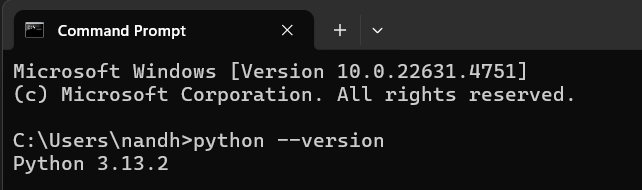 Command Prompt
Microsoft Windows [Version 10.0.22631.4751]
(c) Microsoft Corporation. All rights reserved.
C:\Users\nandh>python --version
Python 3.13.2